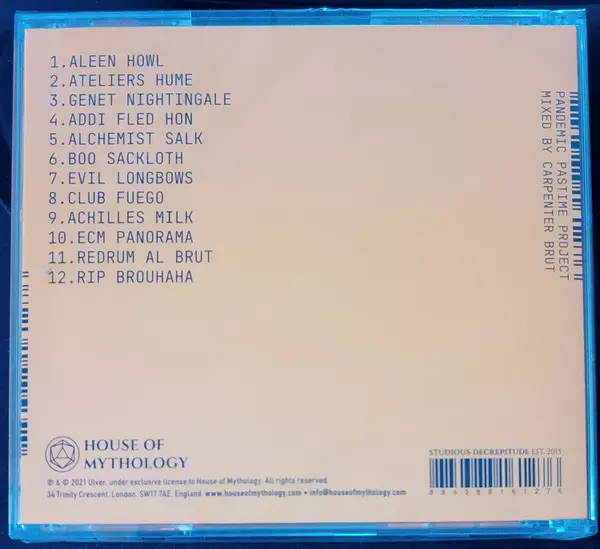 1.ALEEN HOWL
2.ATELIERS HUME
3.GENET NIGHTINGALE
4.ADDI FLED HON
5.ALCHEMIST SALK
6.BOO SACKLOTH
7.EVIL LONGBOWS
8.CLUB FUEGO
9.ACHILLES MILK
10.ECM PANORAMA
11.REDRUM AL BRUT
12.RIP BROUHAHA
PANDEMIC PASTIME PROJECT
MIXED BY CARPENTER BRUT
HOUSE OF
MYTHOLOGY
℗ & © 2021 Ulver, under exclusive license to House of Mythology. All rights reserved.
34 Trinity Crescent, London, SW17 7AE, England. www.houseofmythology.com • info@houseofmythology.com
STUDIOUS-DECREPITUDE EST. 2015